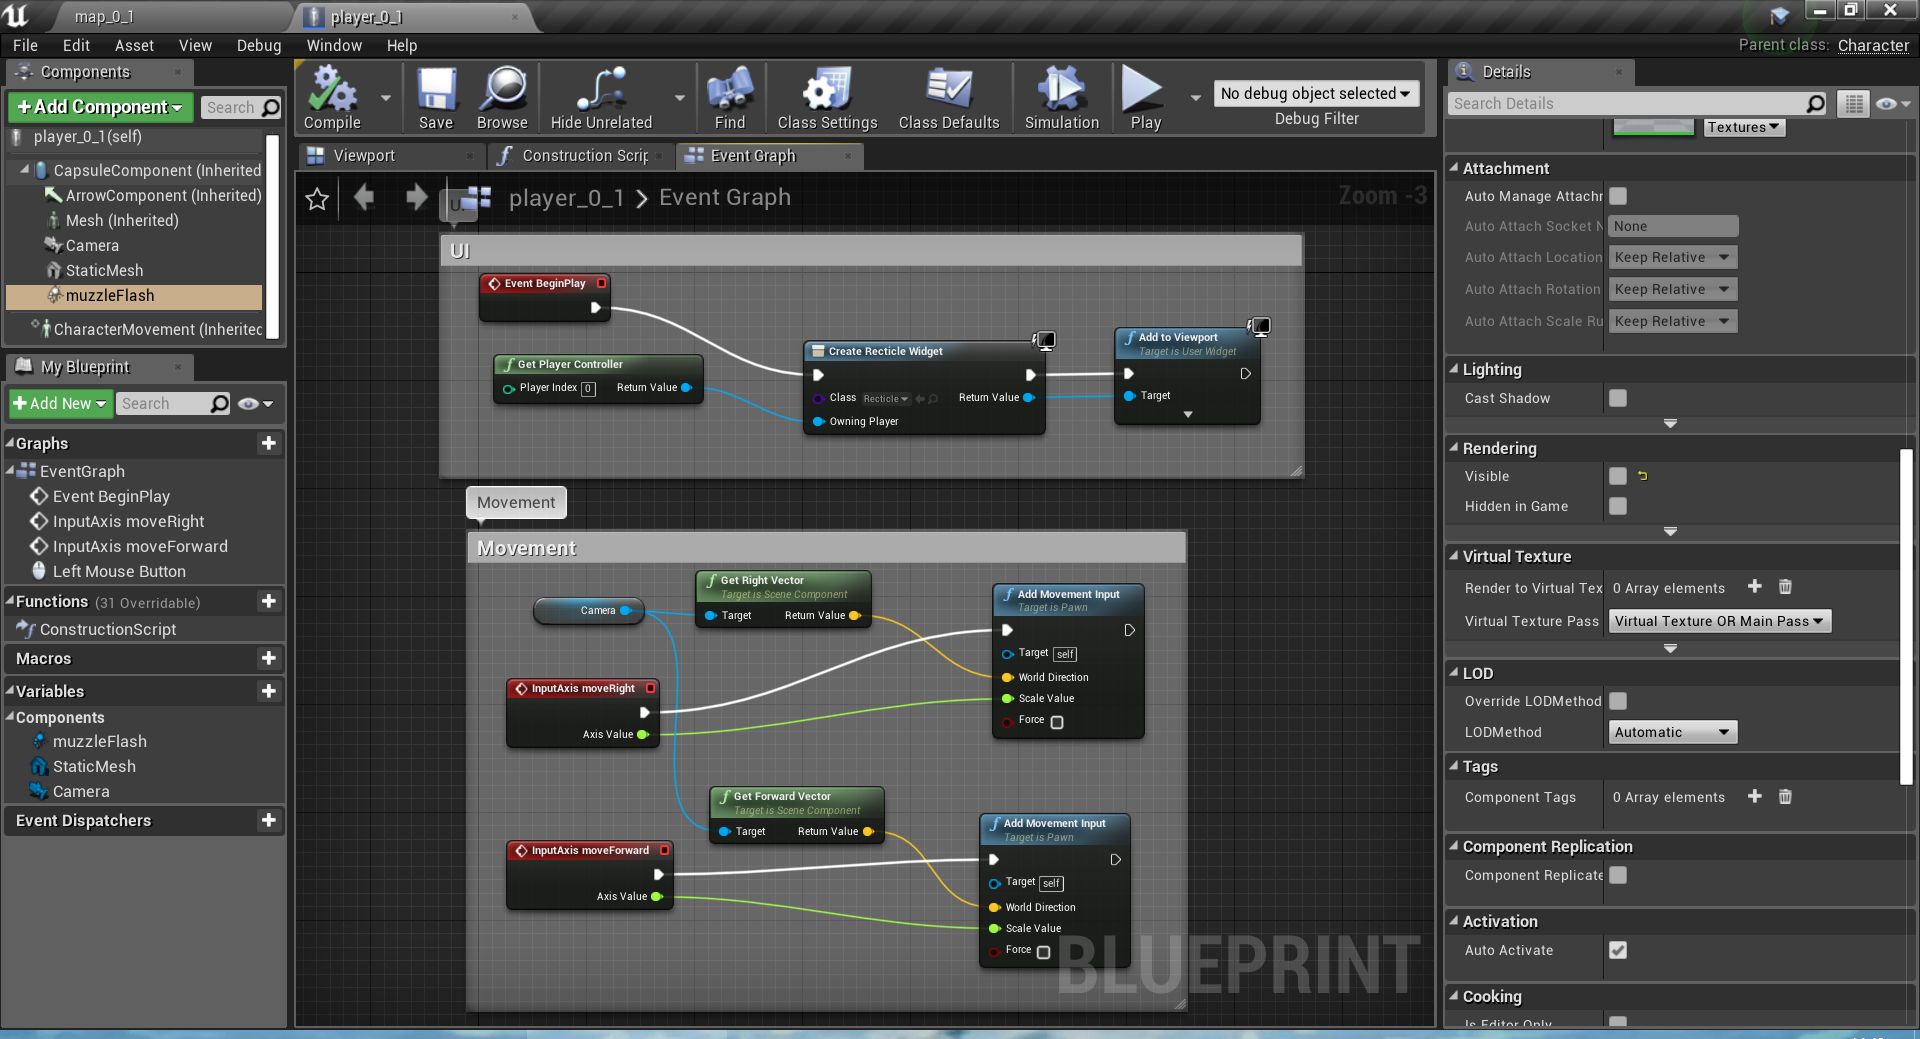 map_0_1
player_0_1
File Edit Asset View Debug Window Help
Parent class: Character
Components
+Add Component
Search
player_0_1(self)
CapsuleComponent (Inherited
ArrowComponent (Inherited)
Mesh (Inherited)
Camera
StaticMesh
muzzleFlash
CharacterMovement (Inherited
My Blueprint
+Add New
Search
Graphs
EventGraph
Event BeginPlay
InputAxis moveRight
InputAxis moveForward
Left Mouse Button
Functions (31 Overridable)
ConstructionScript
Macros
Variables
Components
muzzleFlash
StaticMesh
Camera
Event Dispatchers
Compile
Save
Browse
Hide Unrelated
Find
Class Settings
Class Defaults
Simulation
Play
No debug object selected
Debug Filter
Viewport
Construction Scrip
Event Graph
player_0_1 > Event Graph
Zoom -3
UI
Event BeginPlay
Get Player Controller
Player Index 0 Return Value
Create Recticle Widget
Class Recticle Return Value
Owning Player
Add to Viewport
Target is User Widget
Target
Movement
Movement
Camera
Get Right Vector
Target is Scene Component
Target Return Value
Add Movement Input
Target is Pawn
Target self
World Direction
Scale Value
Force
InputAxis moveRight
Axis Value
Get Forward Vector
Target is Scene Component
Target Return Value
InputAxis moveForward
Axis Value
Add Movement Input
Target is Pawn
Target self
World Direction
Scale Value
Force
BLUEPRINT
Details
Search Details
Textures
Attachment
Auto Manage Attachr
Auto Attach Socket N None
Auto Attach Location Keep Relative
Auto Attach Rotation Keep Relative
Auto Attach Scale Ru Keep Relative
Lighting
Cast Shadow
Rendering
Visible
Hidden in Game
Virtual Texture
Render to Virtual Tex 0 Array elements
Virtual Texture Pass Virtual Texture OR Main Pass
LOD
Override LODMethod
LODMethod Automatic
Tags
Component Tags 0 Array elements
Component Replication
Component Replicate
Activation
Auto Activate
Cooking
Is Editor Only